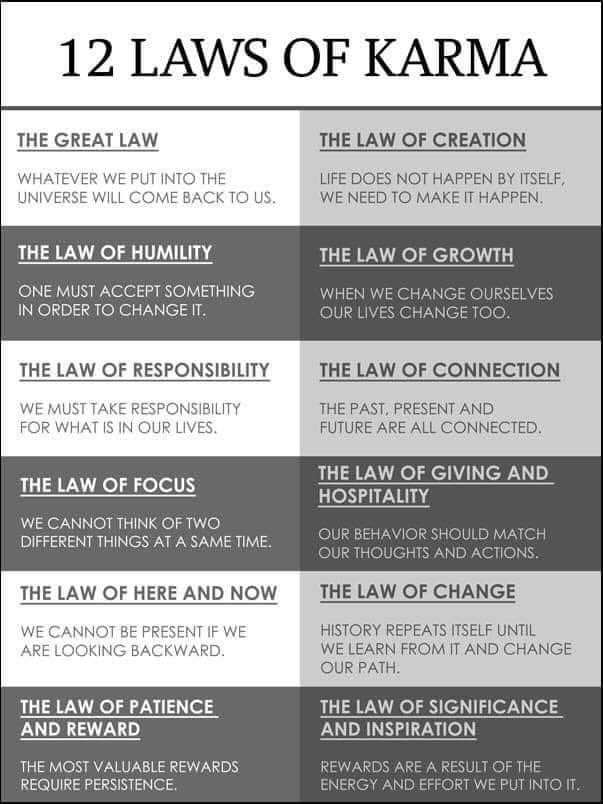 12 LAWS OF KARMA
THE GREAT LAW
WHATEVER WE PUT INTO THE
UNIVERSE WILL COME BACK TO US.
THE LAW OF CREATION
LIFE DOES NOT HAPPEN BY ITSELF,
WE NEED TO MAKE IT HAPPEN.
THE LAW OF HUMILITY
ONE MUST ACCEPT SOMETHING
IN ORDER TO CHANGE IT.
THE LAW OF GROWTH
WHEN WE CHANGE OURSELVES
OUR LIVES CHANGE TOO.
THE LAW OF RESPONSIBILITY
WE MUST TAKE RESPONSIBILITY
FOR WHAT IS IN OUR LIVES.
THE LAW OF CONNECTION
THE PAST, PRESENT AND
FUTURE ARE ALL CONNECTED.
THE LAW OF FOCUS
WE CANNOT THINK OF TWO
DIFFERENT THINGS AT A SAME TIME.
THE LAW OF GIVING AND
HOSPITALITY
OUR BEHAVIOR SHOULD MATCH
OUR THOUGHTS AND ACTIONS.
THE LAW OF HERE AND NOW
WE CANNOT BE PRESENT IF WE
ARE LOOKING BACKWARD.
THE LAW OF CHANGE
HISTORY REPEATS ITSELF UNTIL
WE LEARN FROM IT AND CHANGE
OUR PATH.
THE LAW OF PATIENCE
AND REWARD
THE MOST VALUABLE REWARDS
REQUIRE PERSISTENCE.
THE LAW OF SIGNIFICANCE
AND INSPIRATION
REWARDS ARE A RESULT OF THE
ENERGY AND EFFORT WE PUT INTO IT.